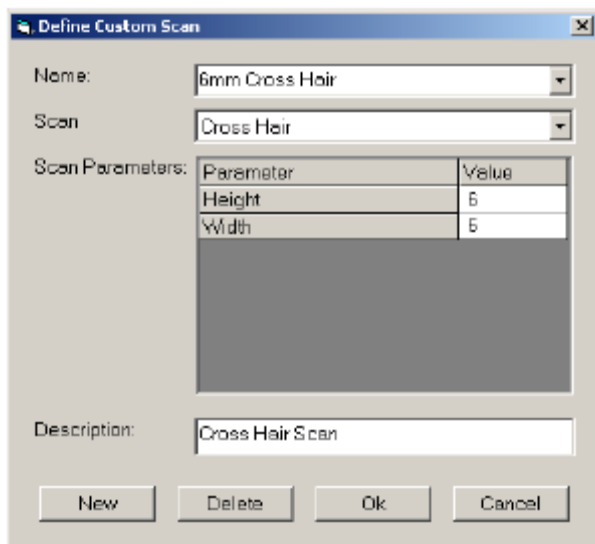 Define Custom Scan
Name: 6mm Cross Hair
Scan Cross Hair
Scan Parameters: Parameter Value
Height 6
Width 6
Description: Cross Hair Scan
New Delete Ok Cancel